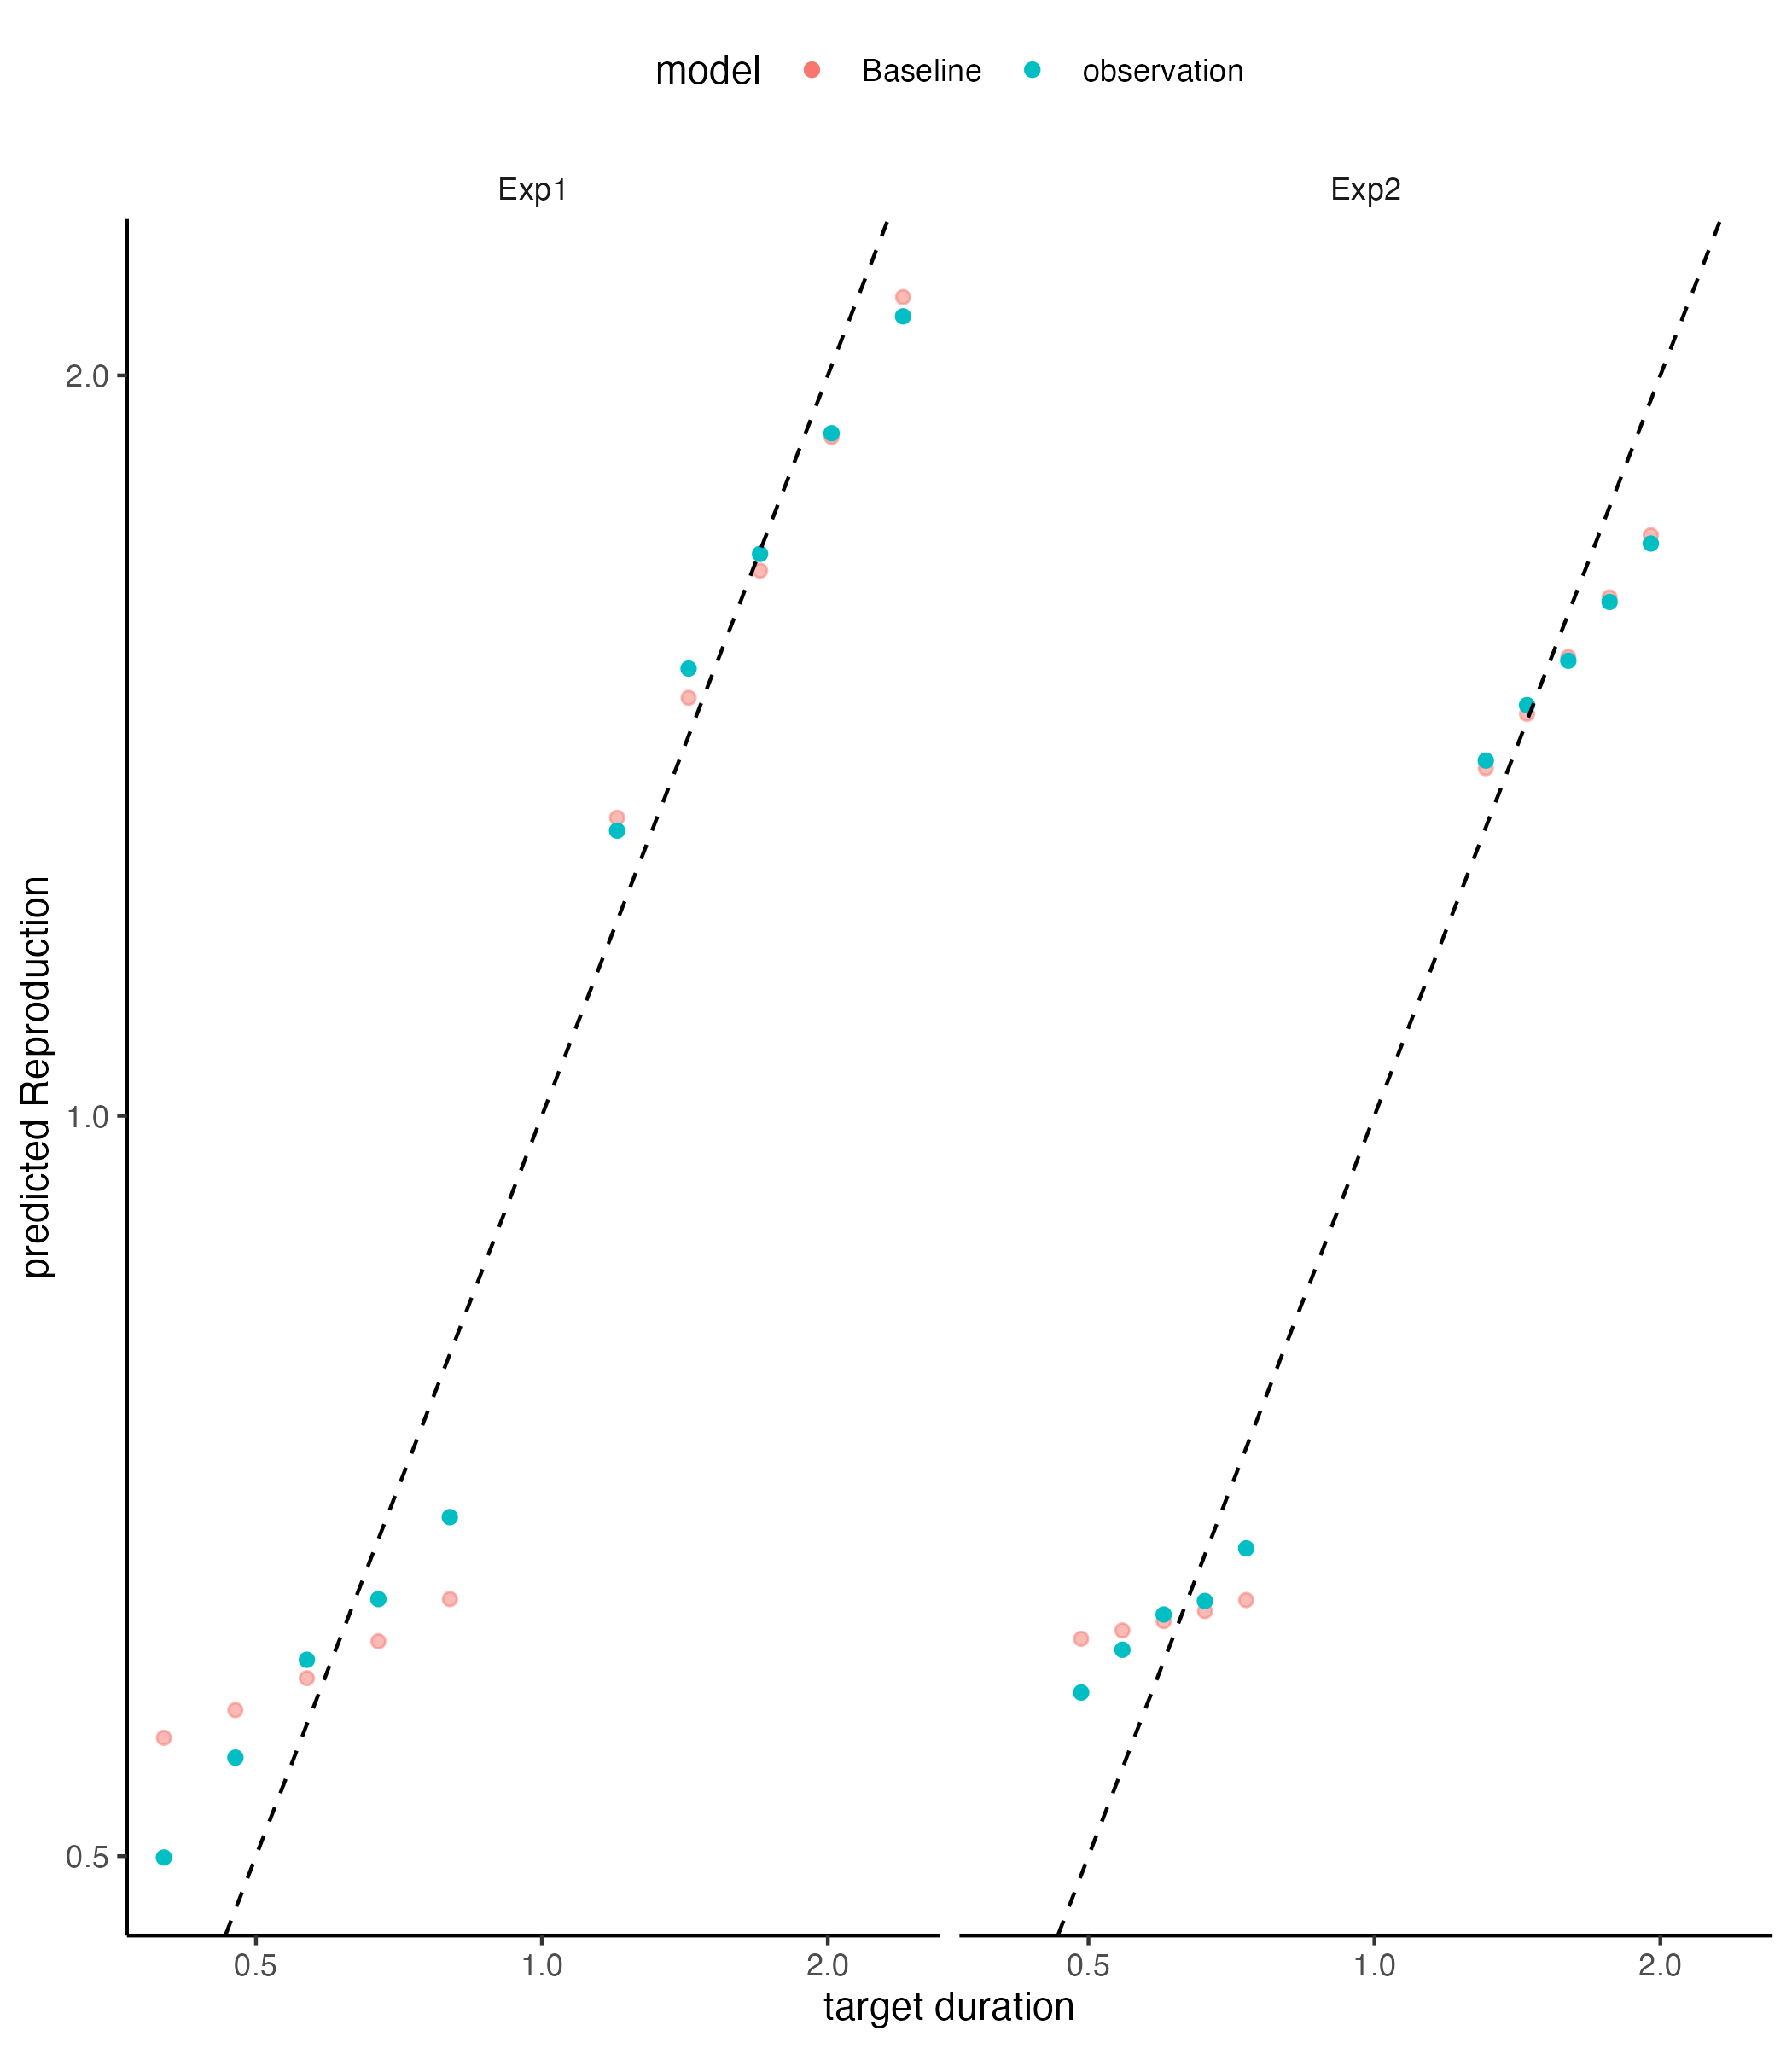 model Baseline observation
Exp1 Exp2
2.0
1.0
0.5
predicted Reproduction
0.5 1.0 2.0 0.5 1.0 2.0
target duration